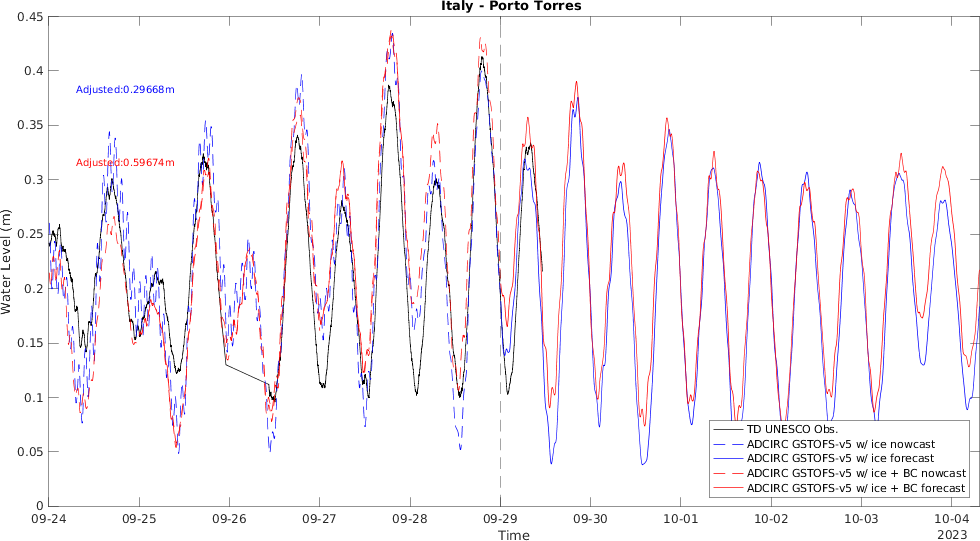 Italy - Porto Torres
Water Level (m)
0.45
0.4
0.35
0.3
0.25
0.2
0.15
0.1
0.05
0
Adjusted:0.29668m
Adjusted:0.59674m
TD UNESCO Obs.
ADCIRC GSTOFS-v5 w/ ice nowcast
ADCIRC GSTOFS-v5 w/ ice forecast
ADCIRC GSTOFS-v5 w/ ice + BC nowcast
ADCIRC GSTOFS-v5 w/ ice + BC forecast
09-24 09-25 09-26 09-27 09-28 09-29 09-30 10-01 10-02 10-03 10-04
Time
2023